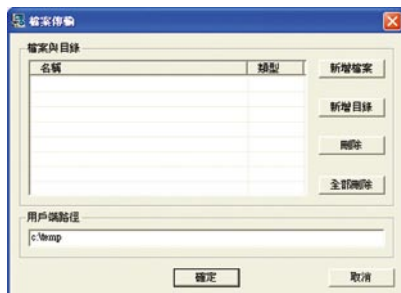 檔案傳輸
檔案與目錄
名稱 類型
新增檔案
新增目錄
刪除
全部刪除
用戶端路徑
c:\temp
確定 取消